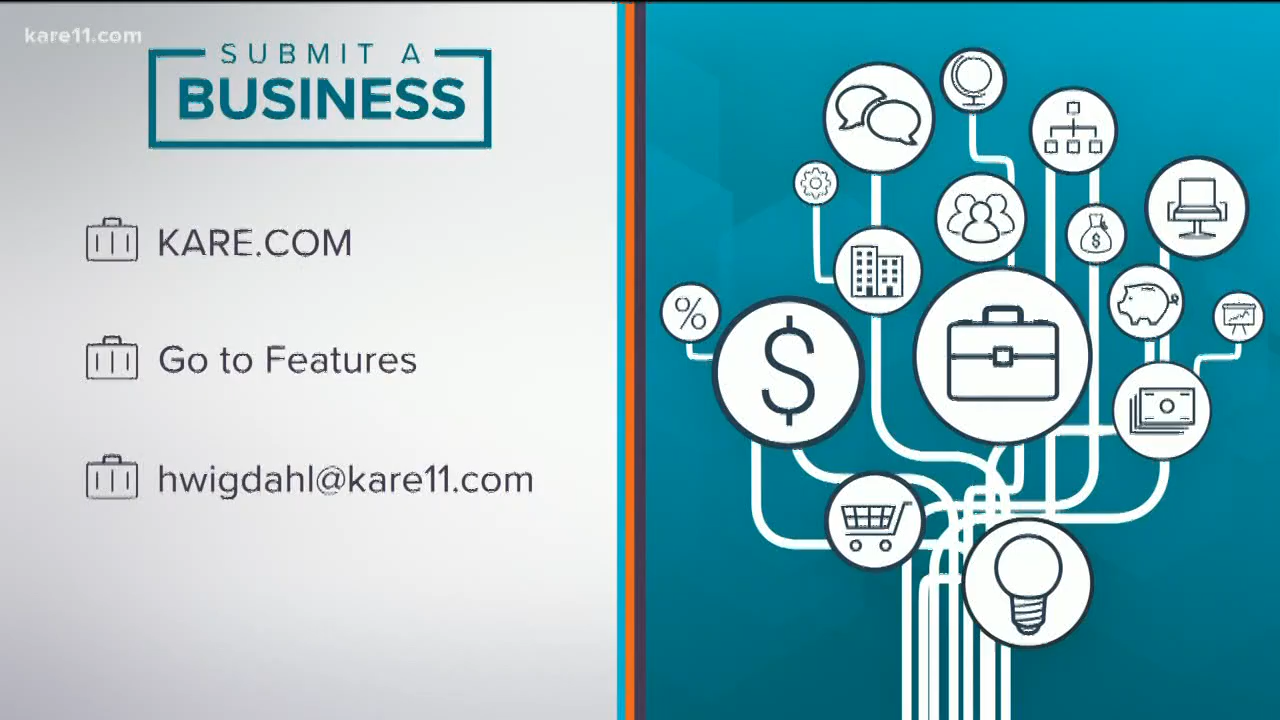 kare11.com
SUBMIT A
BUSINESS
KARE.COM
Go to Features
hwigdahl@kare11.com
%
$
$